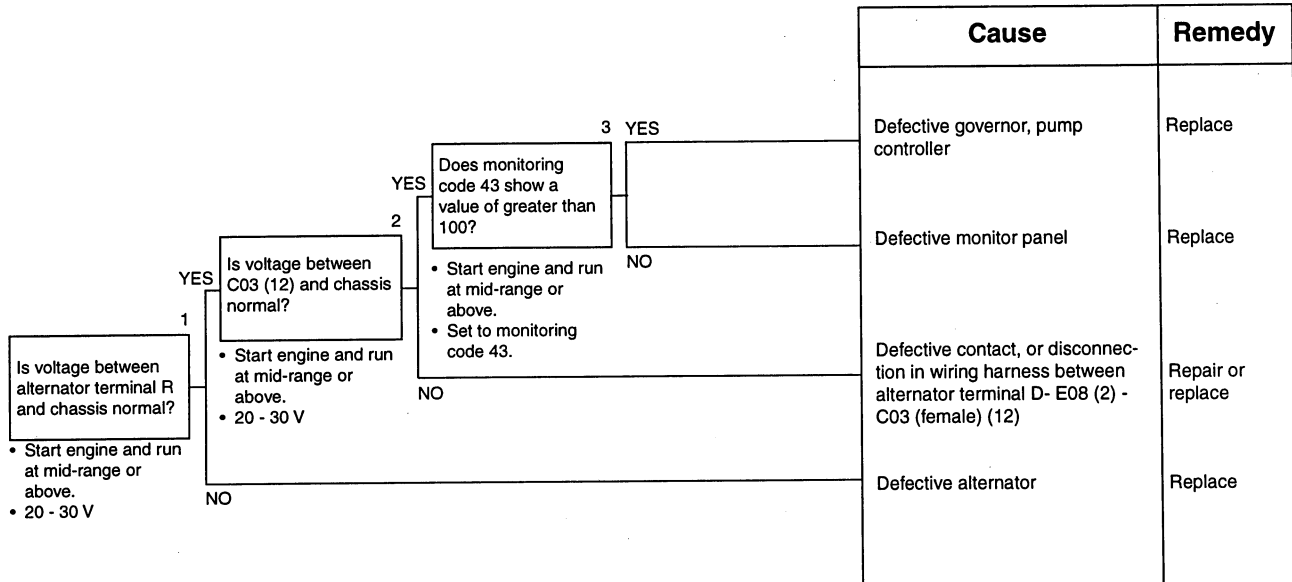 Cause
Remedy
3
YES
Does monitoring
code 43 show a
value of greater than
100?
Defective governor, pump
controller
Replace
YES
2
Is voltage between
C03 (12) and chassis
normal?
NO
• Start engine and run
at mid-range or
above.
• Set to monitoring
code 43.
Defective monitor panel
Replace
YES
1
Is voltage between
alternator terminal R
and chassis normal?
• Start engine and run
at mid-range or
above.
• 20 - 30 V
NO
Defective contact, or disconnec-
tion in wiring harness between
alternator terminal D- E08 (2) -
C03 (female) (12)
Repair or
replace
• Start engine and run
at mid-range or
above.
• 20 - 30 V
NO
Defective alternator
Replace